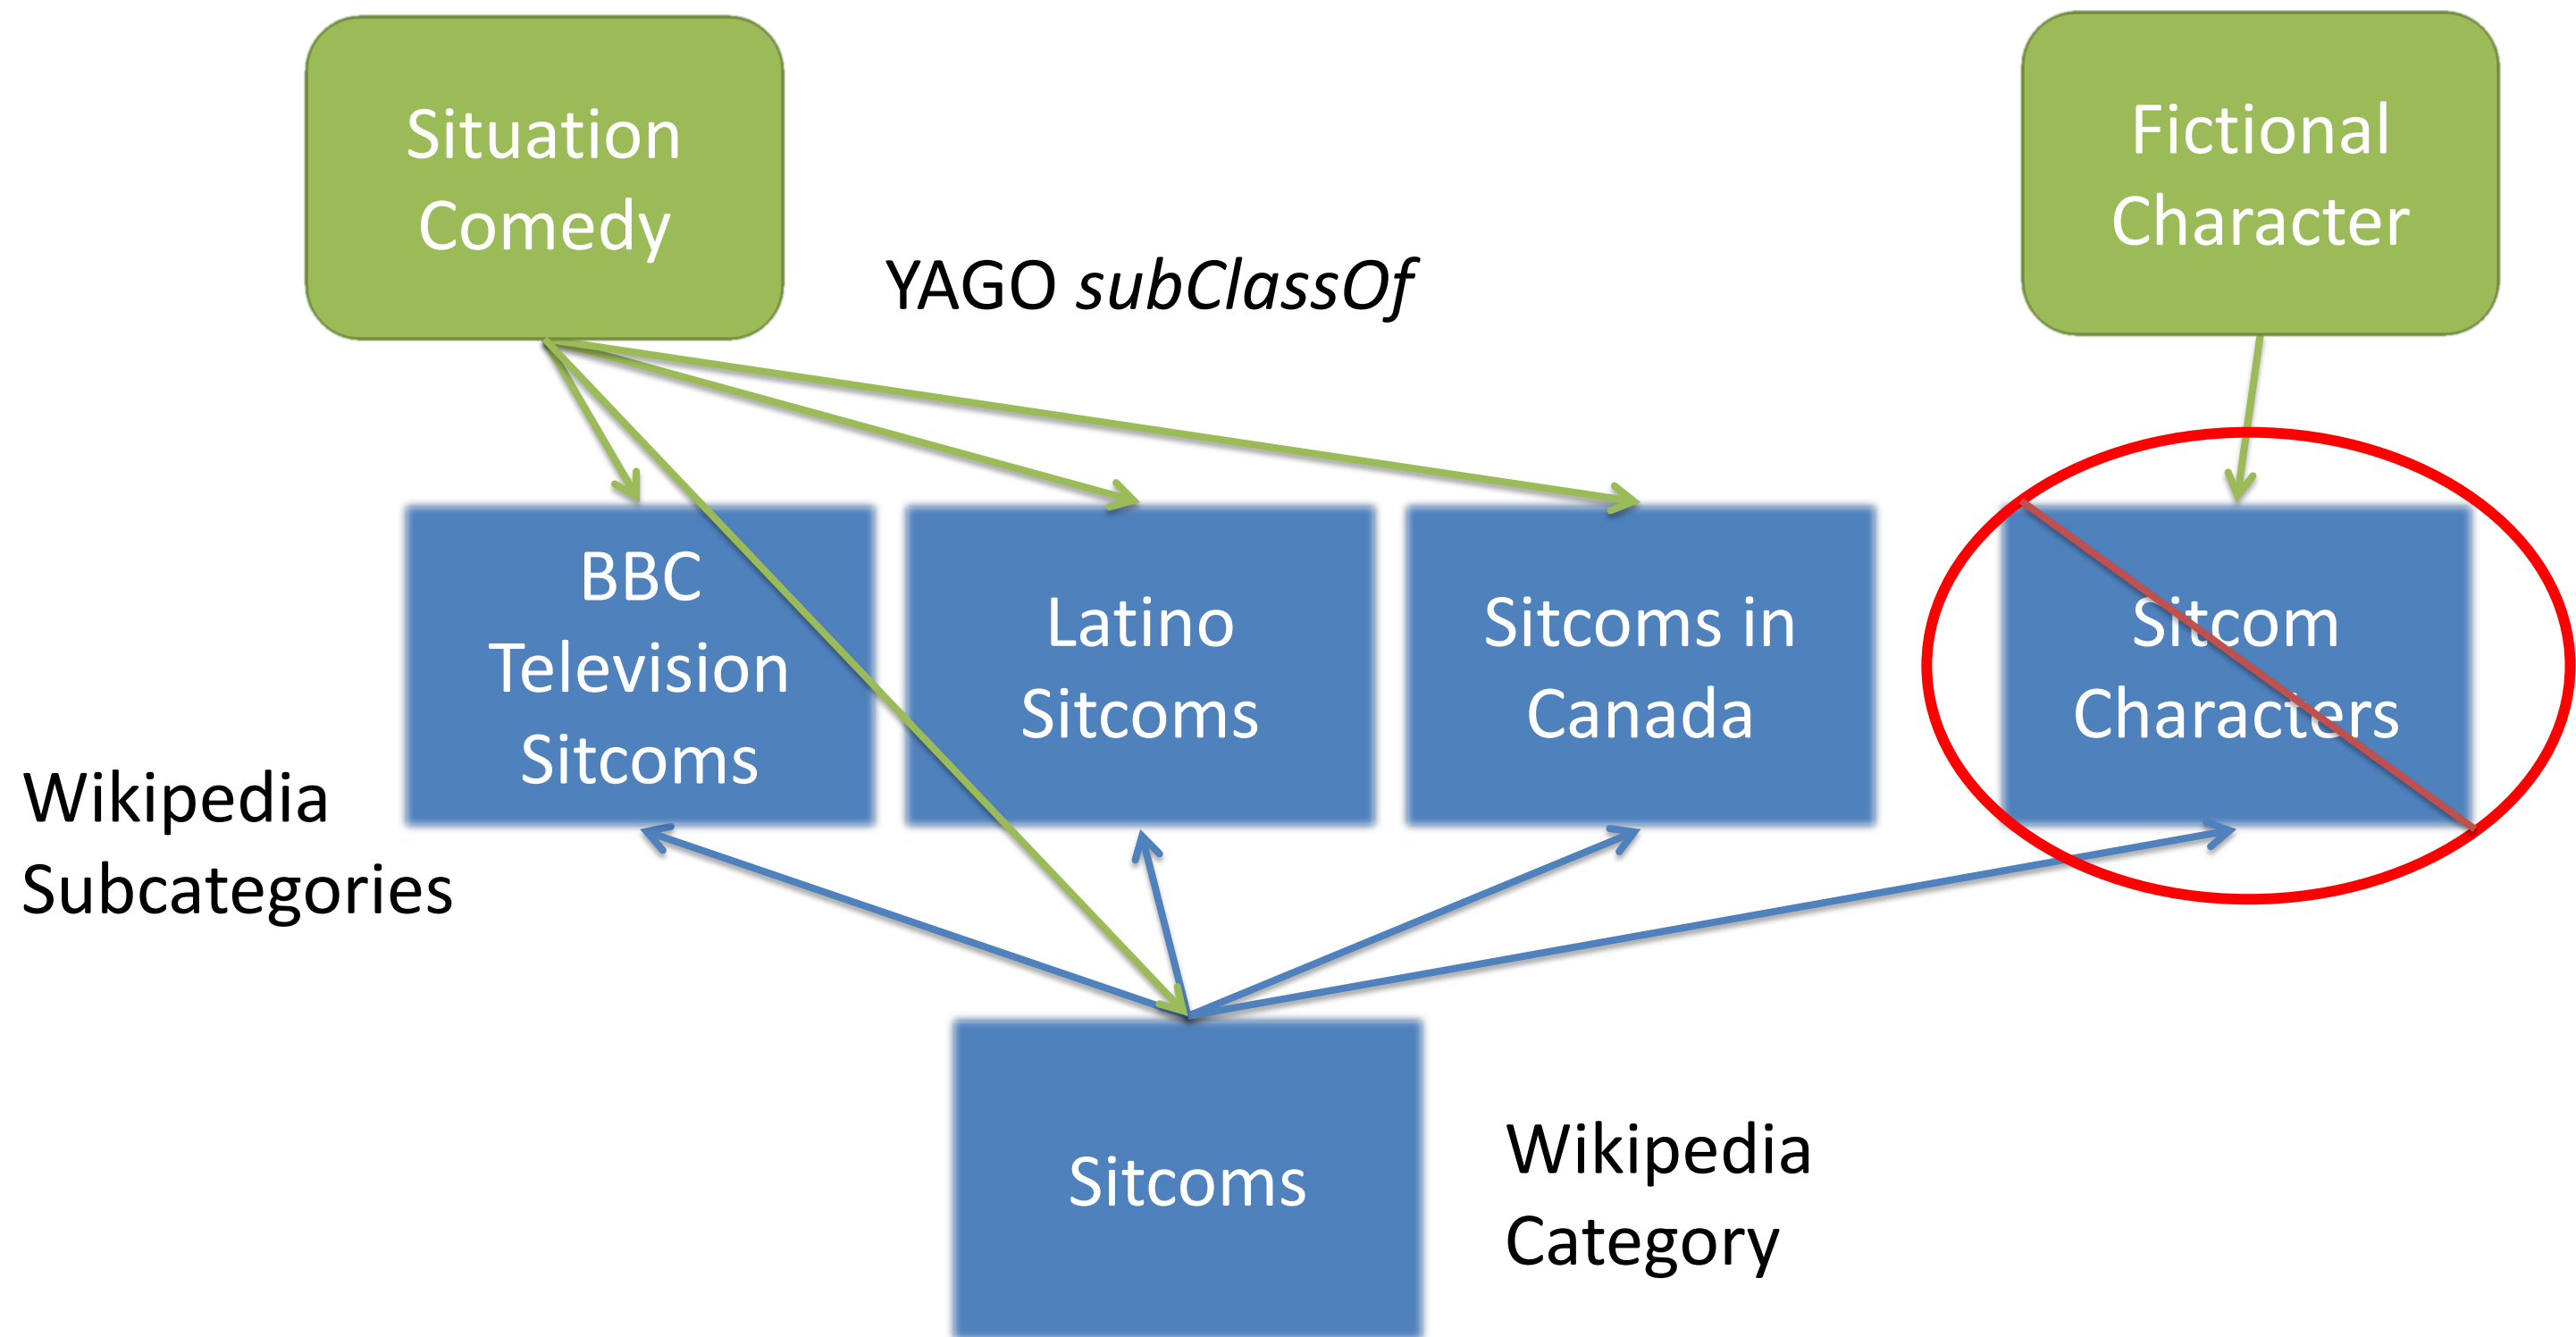 Situation
Comedy
Fictional
Character
YAGO subClassOf
BBC
Television
Sitcoms
Latino
Sitcoms
Sitcoms in
Canada
Sitcom
Characters
Wikipedia
Subcategories
Sitcoms
Wikipedia
Category